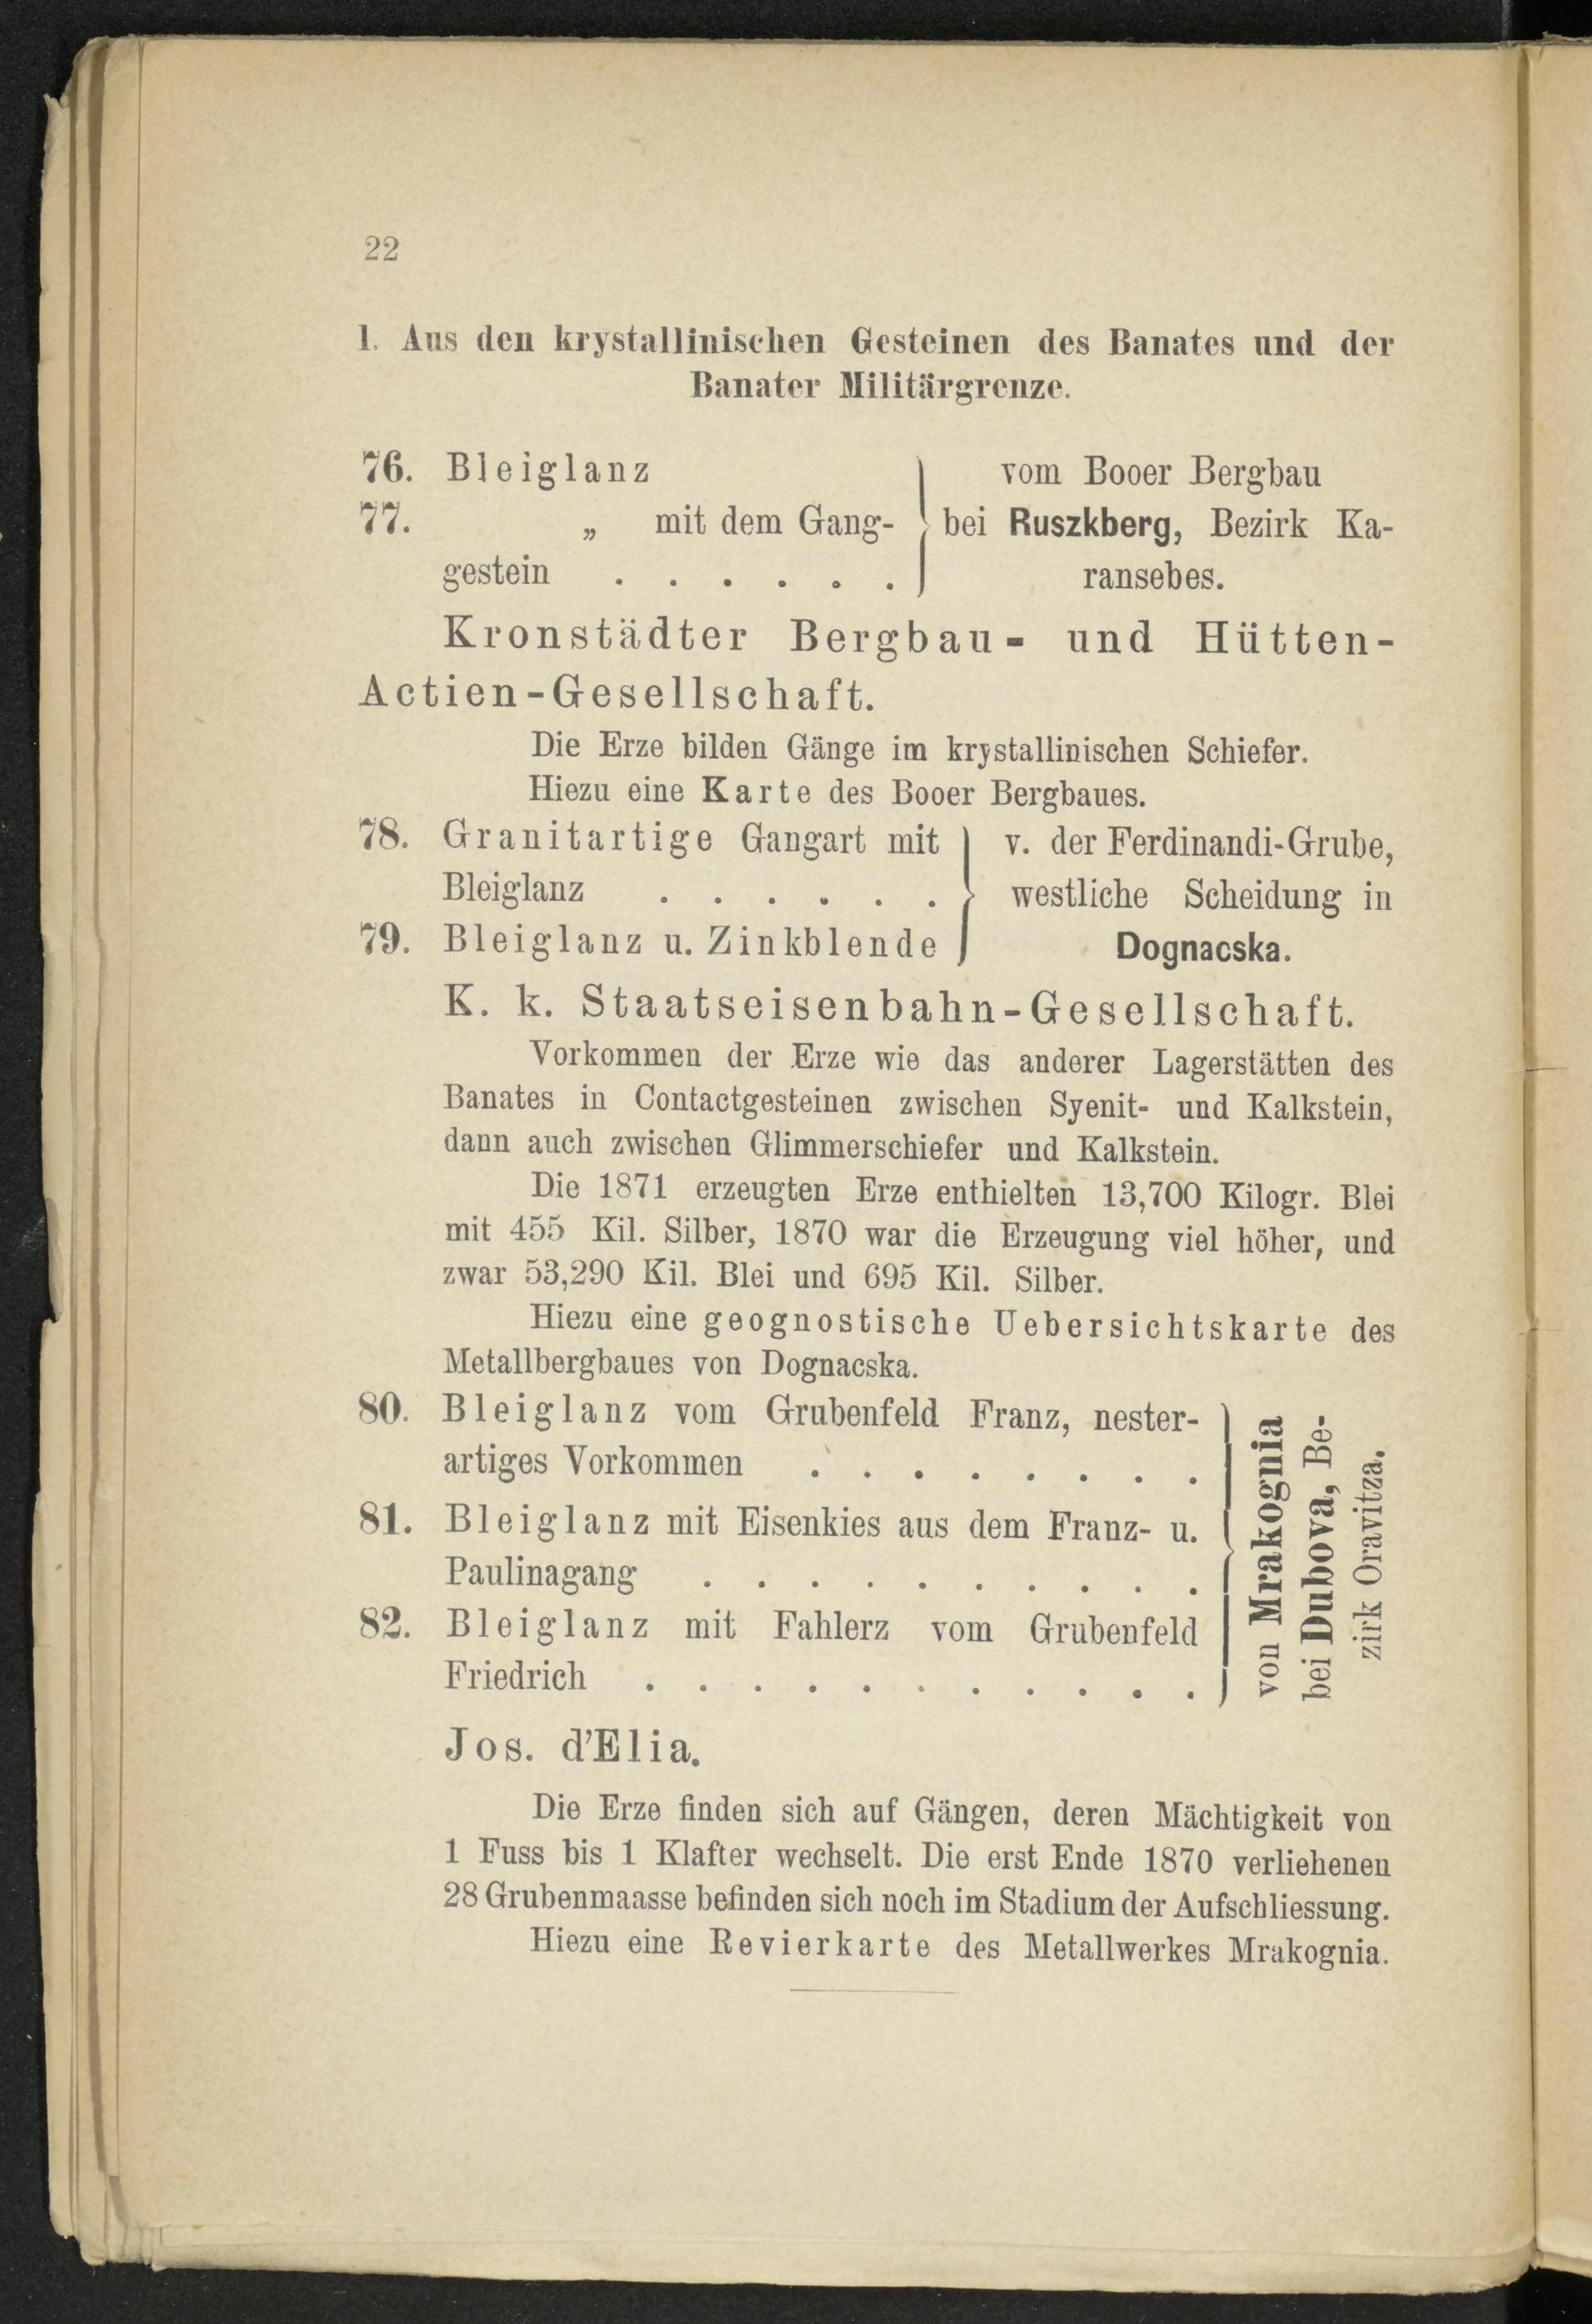 22
1. Aus den krystallinischen Gesteinen des Banates und der
Banater Militärgrenze.
76. Bleiglanz
77. „ mit dem Gang-
gestein . . . . . .
vom Booer Bergbau
bei Ruszkberg, Bezirk Ka-
ransebes.
Kronstädter Bergbau- und Hütten-
Actien-Gesellschaft.
Die Erze bilden Gänge im krystallinischen Schiefer.
Hiezu eine Karte des Booer Bergbaues.
78. Granitartige Gangart mit
Bleiglanz . . . . . .
79. Bleiglanz u. Zinkblende
v. der Ferdinandi-Grube,
westliche Scheidung in
Dognacska.
K. k. Staatseisenbahn-Gesellschaft.
Vorkommen der Erze wie das anderer Lagerstätten des
Banates in Contactgesteinen zwischen Syenit- und Kalkstein,
dann auch zwischen Glimmerschiefer und Kalkstein.
Die 1871 erzeugten Erze enthielten 13,700 Kilogr. Blei
mit 455 Kil. Silber, 1870 war die Erzeugung viel höher, und
zwar 53,290 Kil. Blei und 695 Kil. Silber.
Hiezu eine geognostische Uebersichtskarte des
Metallbergbaues von Dognacska.
80. Bleiglanz vom Grubenfeld Franz, nester-
artiges Vorkommen . . . . . . . .
81. Bleiglanz mit Eisenkies aus dem Franz- u.
Paulinagang . . . . . . . . . .
82. Bleiglanz mit Fahlerz vom Grubenfeld
Friedrich . . . . . . . . . . .
von Mrakognia
bei Dubova, Be-
zirk Oravitza.
Jos. d'Elia.
Die Erze finden sich auf Gängen, deren Mächtigkeit von
1 Fuss bis 1 Klafter wechselt. Die erst Ende 1870 verliehenen
28 Grubenmaasse befinden sich noch im Stadium der Aufschliessung.
Hiezu eine Revierkarte des Metallwerkes Mrakognia.